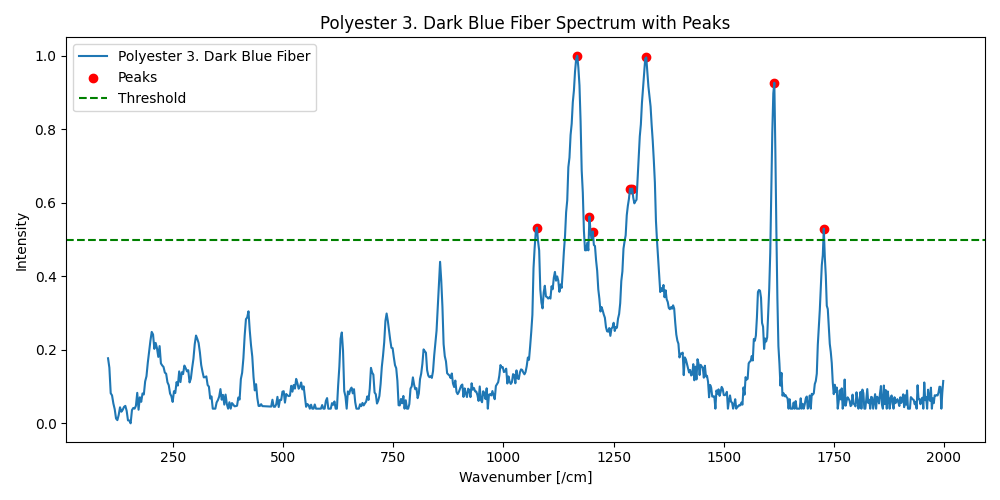 Polyester 3. Dark Blue Fiber Spectrum with Peaks
Polyester 3. Dark Blue Fiber
Peaks
Threshold
1.0
0.8
0.6
0.4
0.2
0.0
Intensity
250 500 750 1000 1250 1500 1750 2000
Wavenumber [/cm]